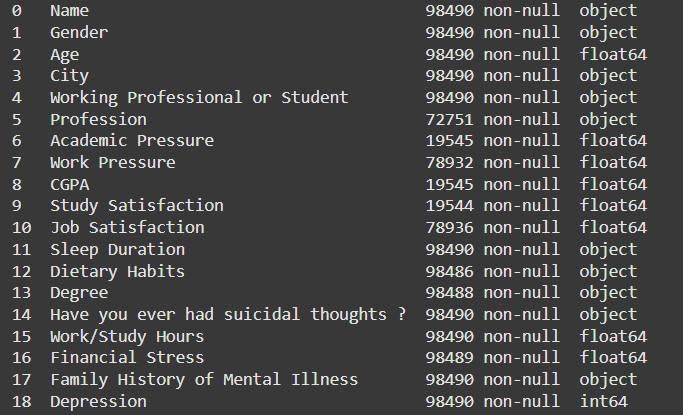 0 Name 98490 non-null object
1 Gender 98490 non-null object
2 Age 98490 non-null float64
3 City 98490 non-null object
4 Working Professional or Student 98490 non-null object
5 Profession 72751 non-null object
6 Academic Pressure 19545 non-null float64
7 Work Pressure 78932 non-null float64
8 CGPA 19545 non-null float64
9 Study Satisfaction 19544 non-null float64
10 Job Satisfaction 78936 non-null float64
11 Sleep Duration 98490 non-null object
12 Dietary Habits 98486 non-null object
13 Degree 98488 non-null object
14 Have you ever had suicidal thoughts ? 98490 non-null object
15 Work/Study Hours 98490 non-null float64
16 Financial Stress 98489 non-null float64
17 Family History of Mental Illness 98490 non-null object
18 Depression 98490 non-null int64